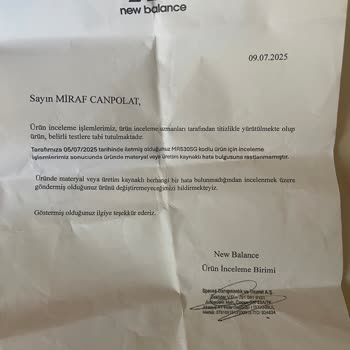 new balance
09.07.2025
Sayın MİRAF CANPOLAT,
Ürün inceleme işlemlerimiz, ürün inceleme uzmanları tarafından titizlikle yürütülmekte olup
ürün, belirli testlere tabi tutulmaktadır.
Tarafımıza 05/07/2025 tarihinde iletmiş olduğunuz MR530SG kodlu ürün için inceleme
işlemlerimiz sonucunda üründe materyal veya üretim kaynaklı hata bulgusuna rastlanmamıştır.
Üründe materyal veya üretim kaynaklı herhangi bir hata bulunmadığından incelenmek üzere
göndermiş olduğunuz ürünü değiştiremeyeceğimizi bildirmekteyiz.
Göstermiş olduğunuz ilgiye teşekkür ederiz.
New Balance
Ürün İnceleme Birimi